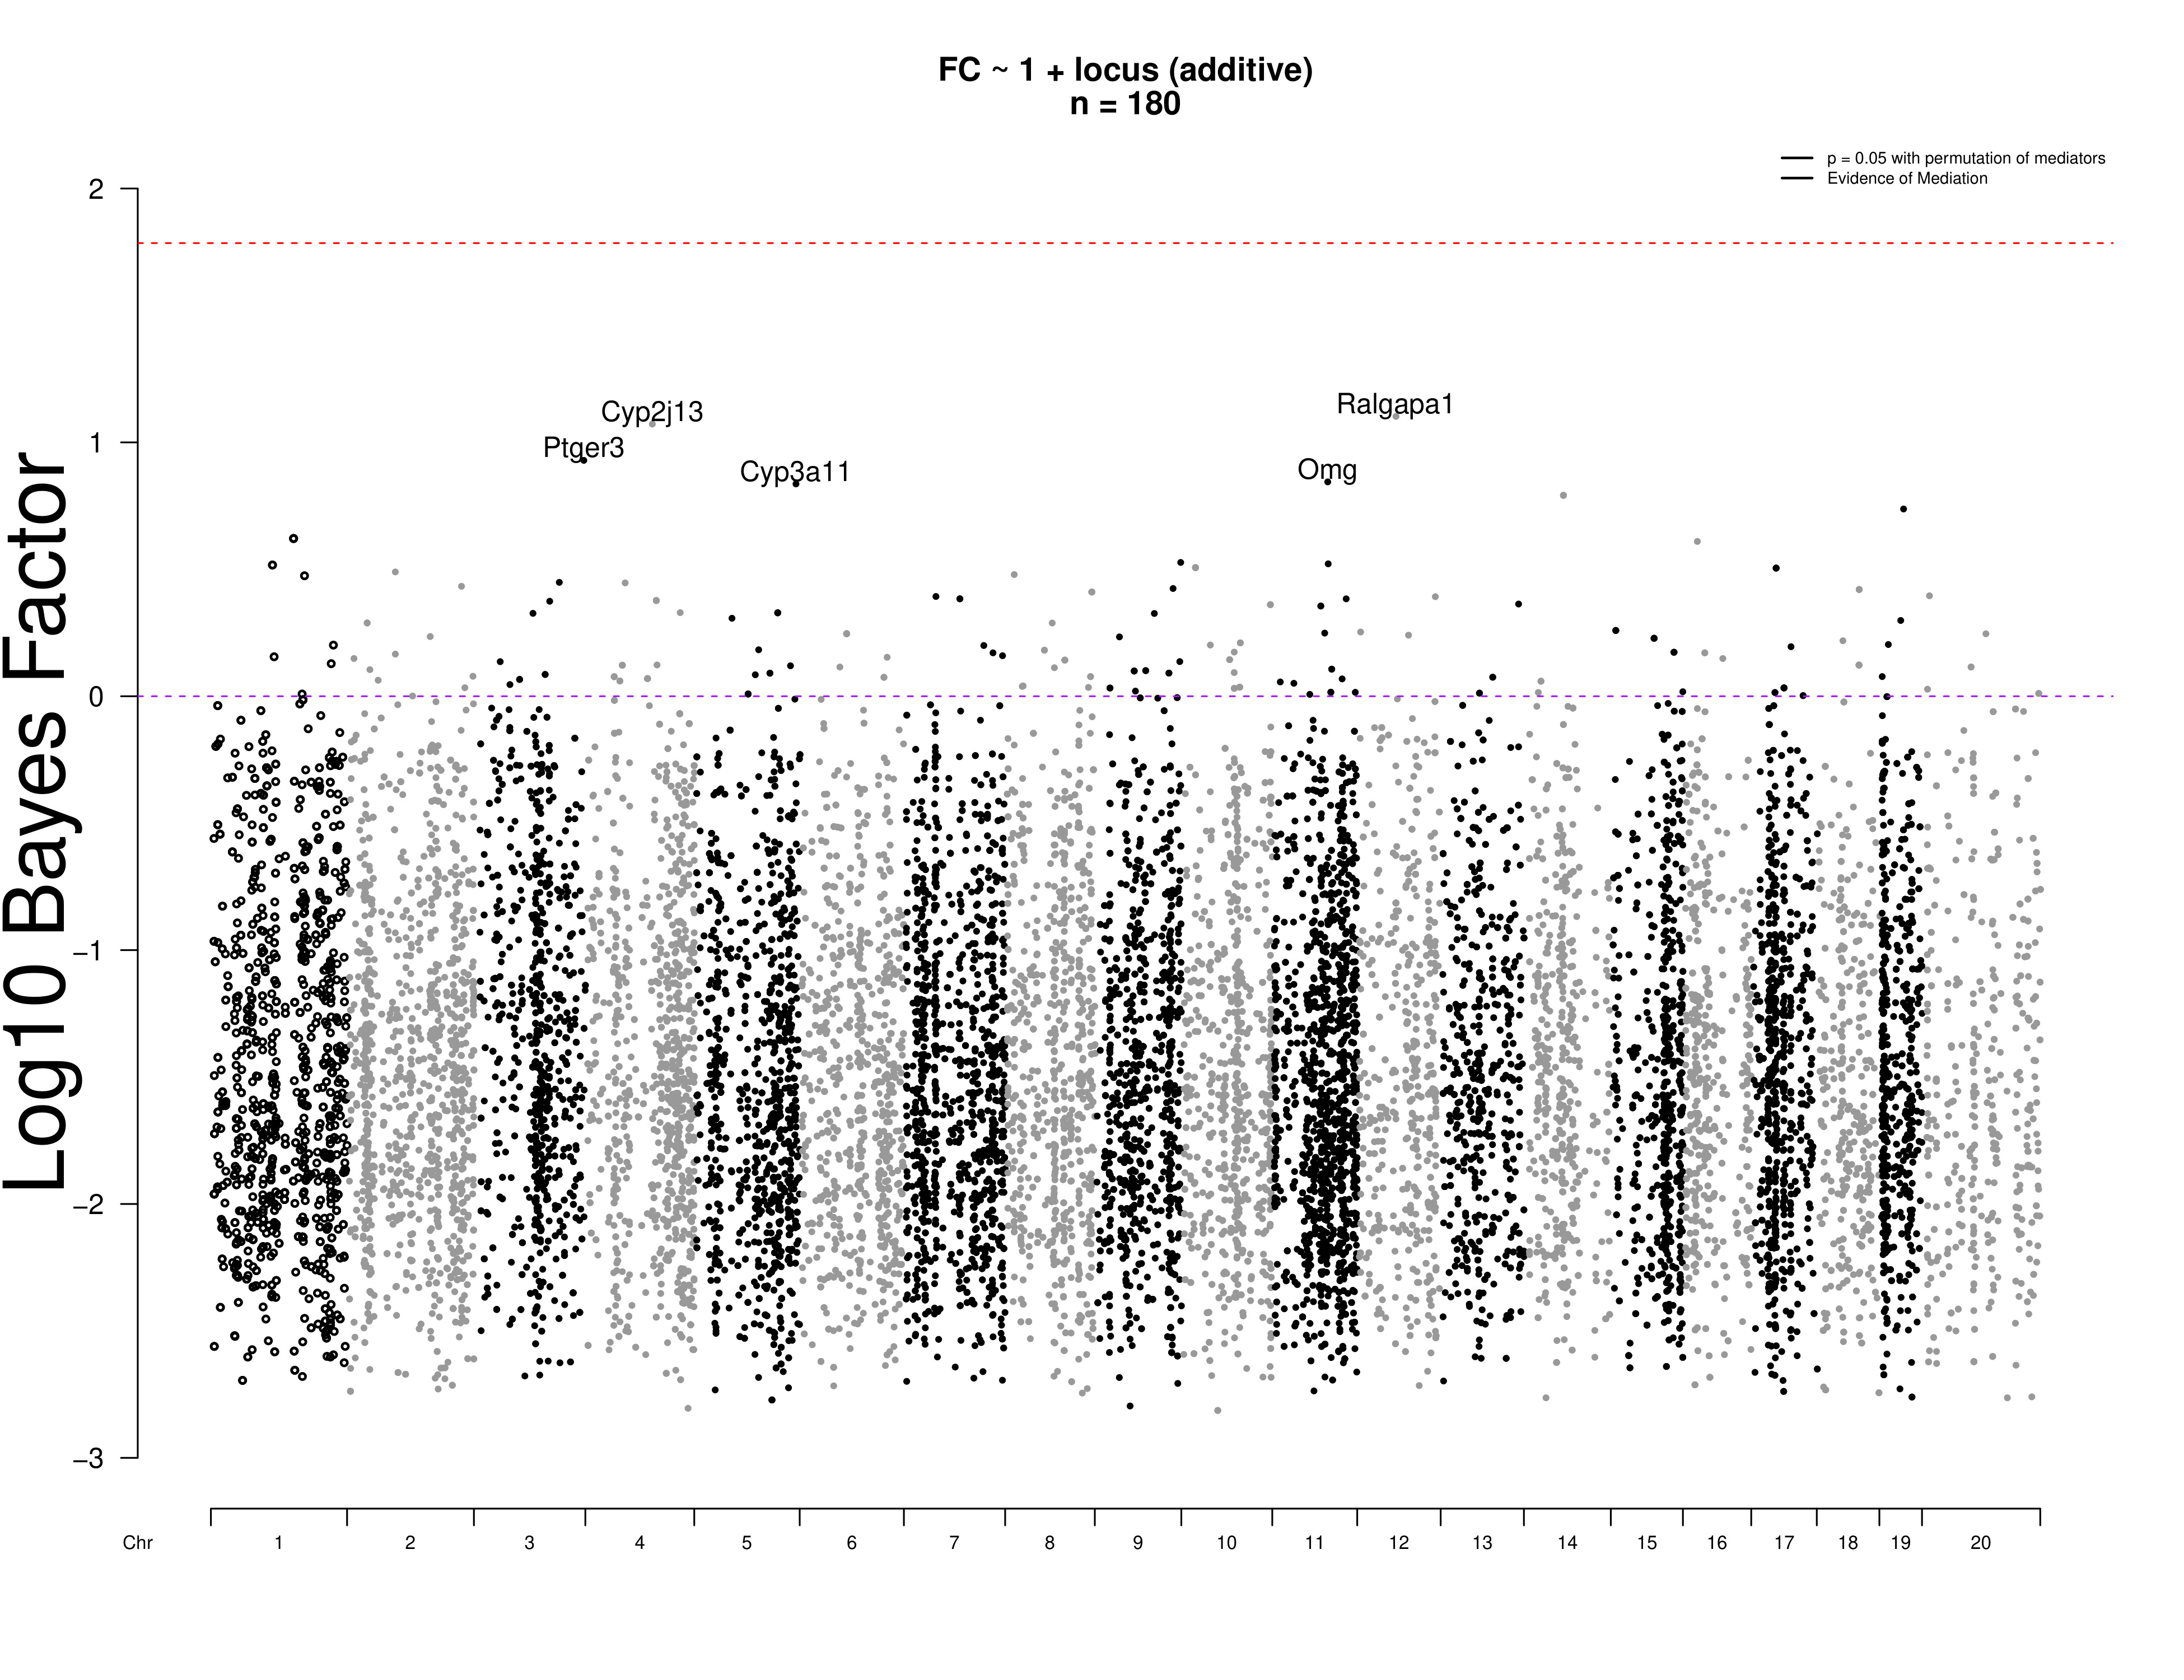 FC ~ 1 + locus (additive)
n = 180
p = 0.05 with permutation of mediators
Evidence of Mediation
Log10 Bayes Factor
2
1
0
−1
−2
−3
Ralgapa1
Cyp2j13
Ptger3
Cyp3a11
Omg
Chr 1 2 3 4 5 6 7 8 9 10 11 12 13 14 15 16 17 18 19 20